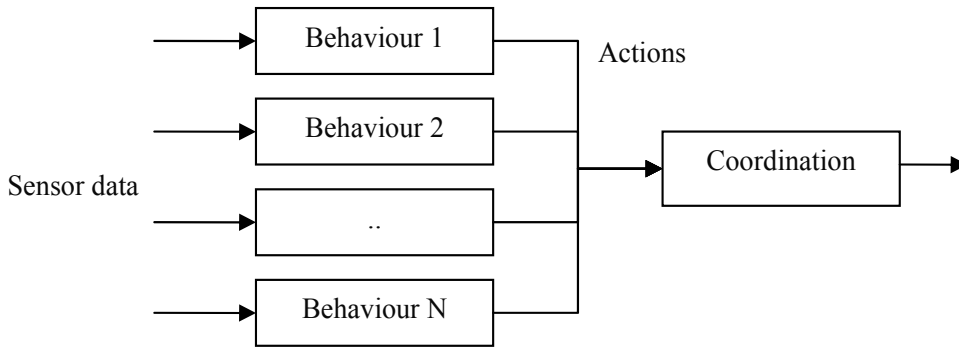 Behaviour 1
Actions
Behaviour 2
Coordination
Sensor data
..
Behaviour N